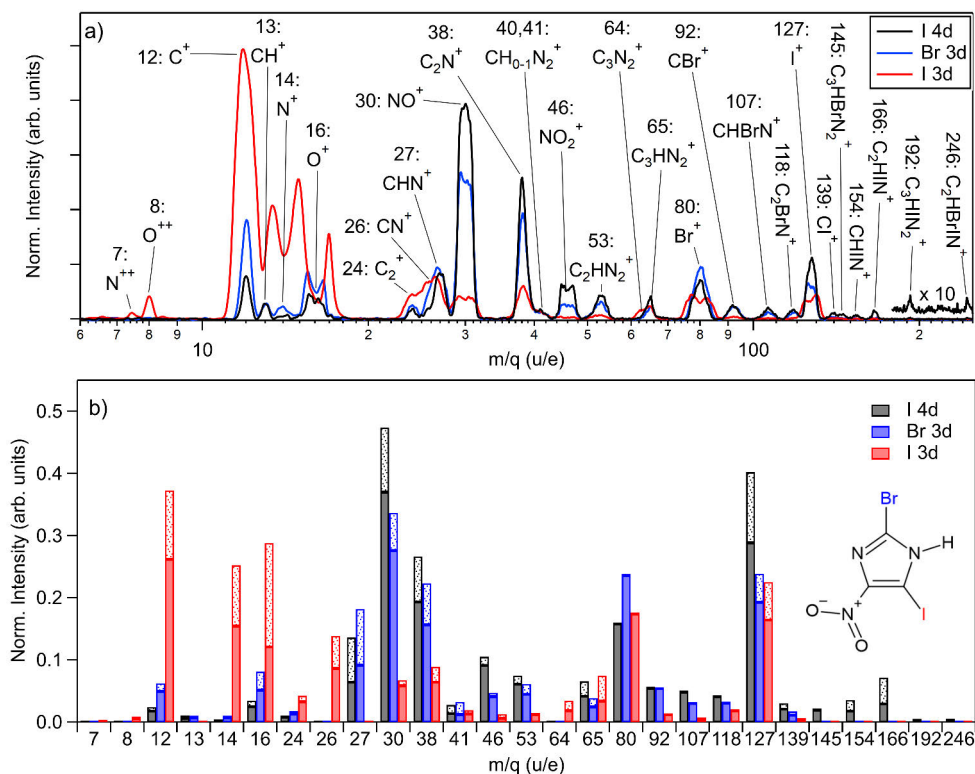 a)
Norm. Intensity (arb. units)
12: C+
13:
CH+
14:
N+
16:
O+
7:
N++
8:
O++
24: C2+
26: CN+
27:
CHN+
30: NO+
38:
C2N+
40,41:
CH0-1N2+
46:
NO2+
53:
C2HN2+
64:
C3N2+
65:
C3HN2+
80:
Br+
92:
CBr+
107:
CHBrN+
118: C2BrN+
127:
I+
139: CI+
145: C3HBrN2+
154: CHIN+
166: C2HIN+
192: C3HIN2+
246: C2HBrIN+
x 10
I 4d
Br 3d
I 3d
6 7 8 9 10 2 3 4 5 6 7 8 9 100 2
m/q (u/e)
b)
Norm. Intensity (arb. units)
0.5
0.4
0.3
0.2
0.1
0.0
I 4d
Br 3d
I 3d
Br
N
N
H
O−
N+
I
O
7 8 12 13 14 16 24 26 27 30 38 41 46 53 64 65 80 92 107 118 127 139 145 154 166 192 246
m/q (u/e)